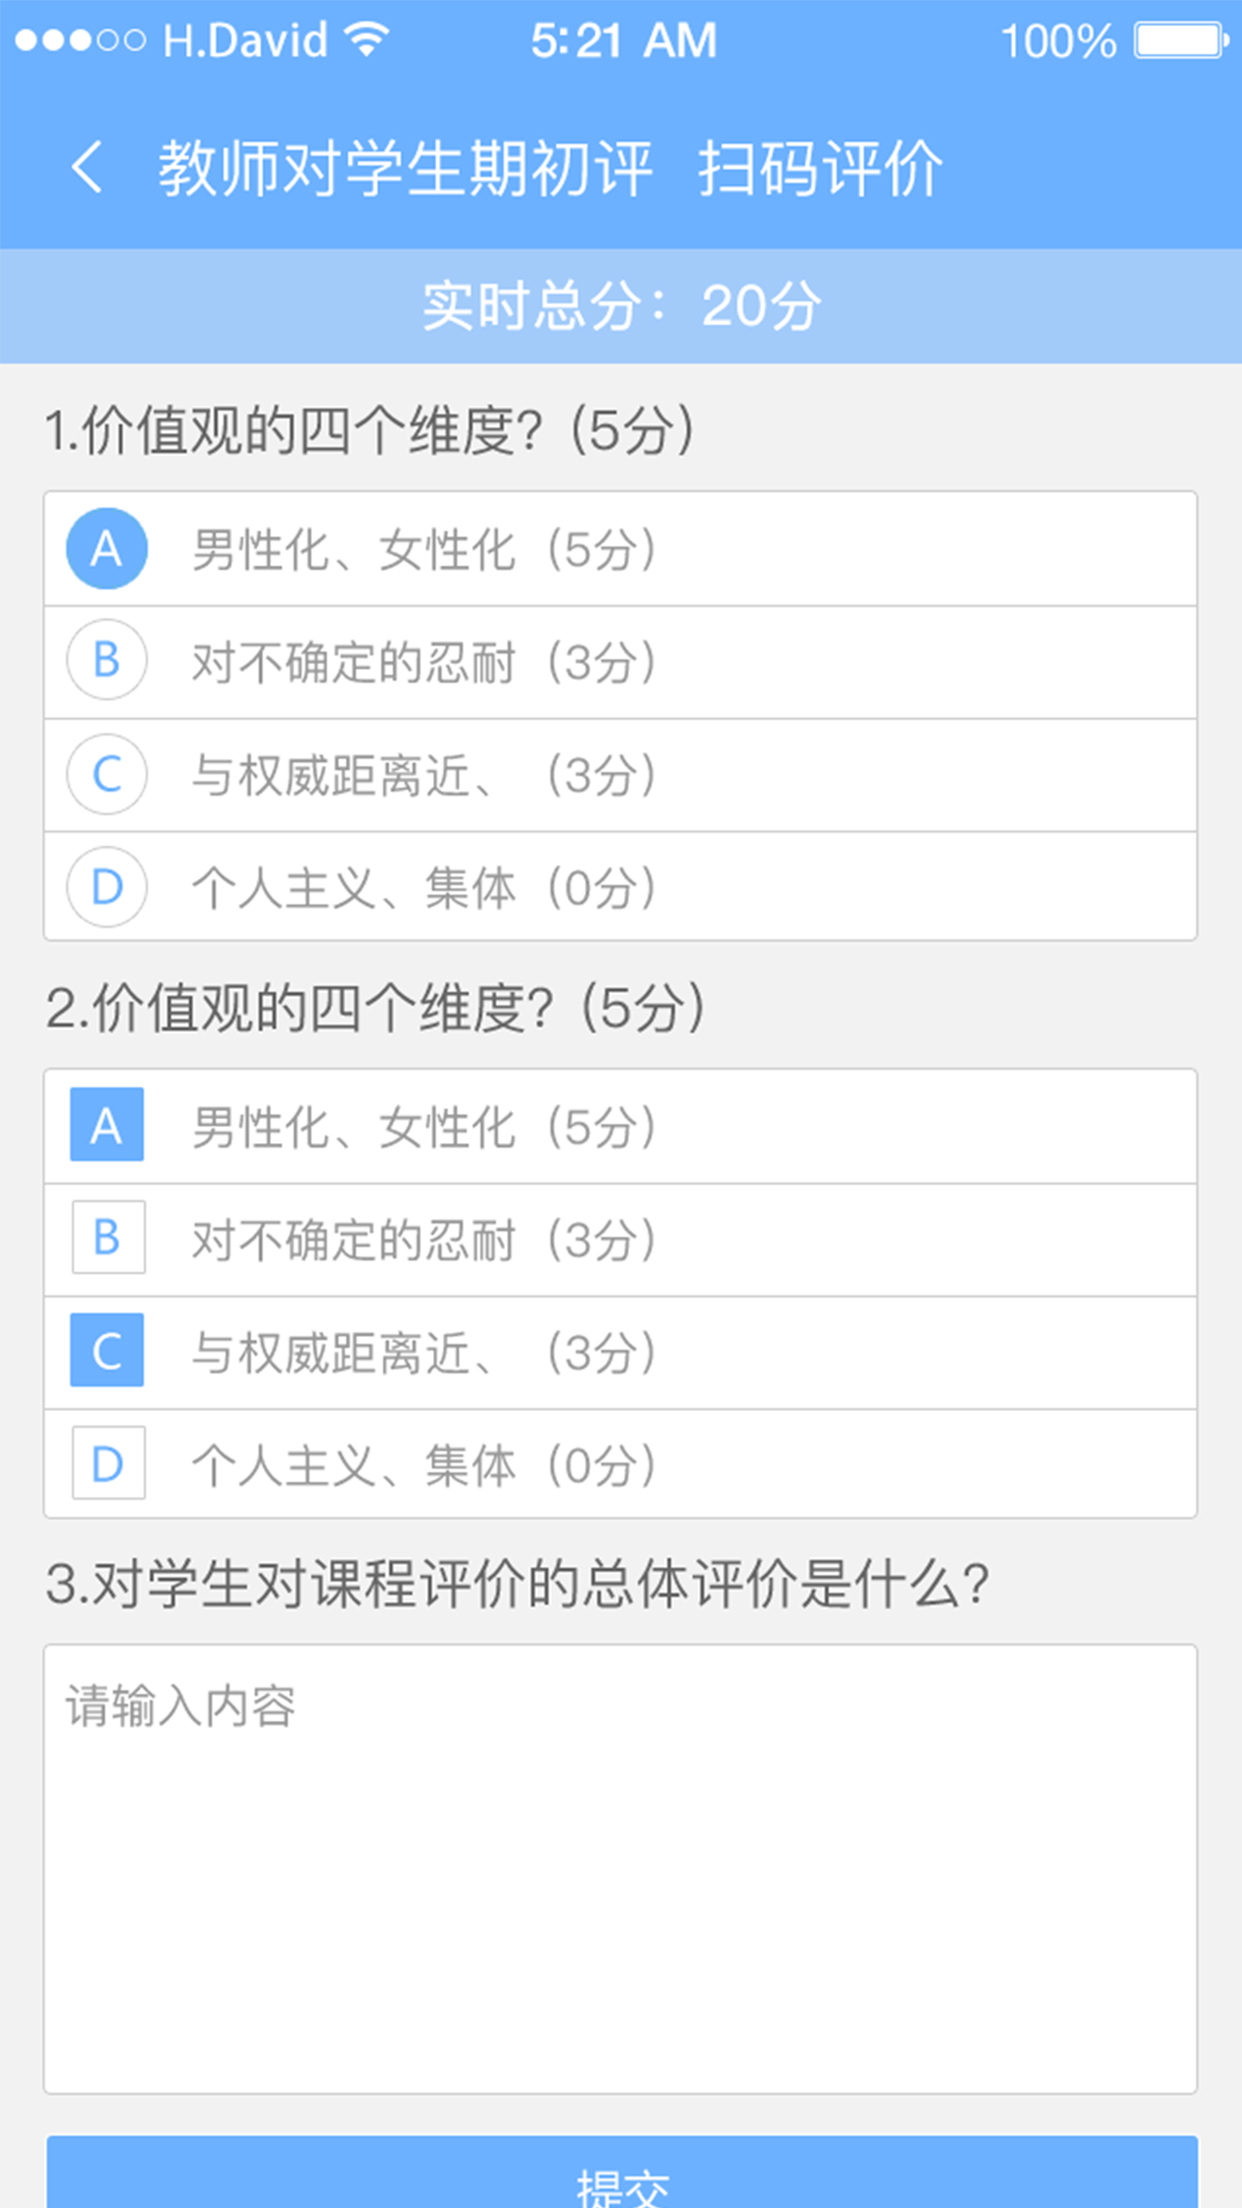 H.David 5:21 AM 100%
教师对学生期初评 扫码评价
实时总分：20分
1.价值观的四个维度？(5分)
A 男性化、女性化（5分）
B 对不确定的忍耐（3分）
C 与权威距离近、（3分）
D 个人主义、集体（0分）
2.价值观的四个维度？(5分)
A 男性化、女性化（5分）
B 对不确定的忍耐（3分）
C 与权威距离近、（3分）
D 个人主义、集体（0分）
3.对学生对课程评价的总体评价是什么？
请输入内容
提交